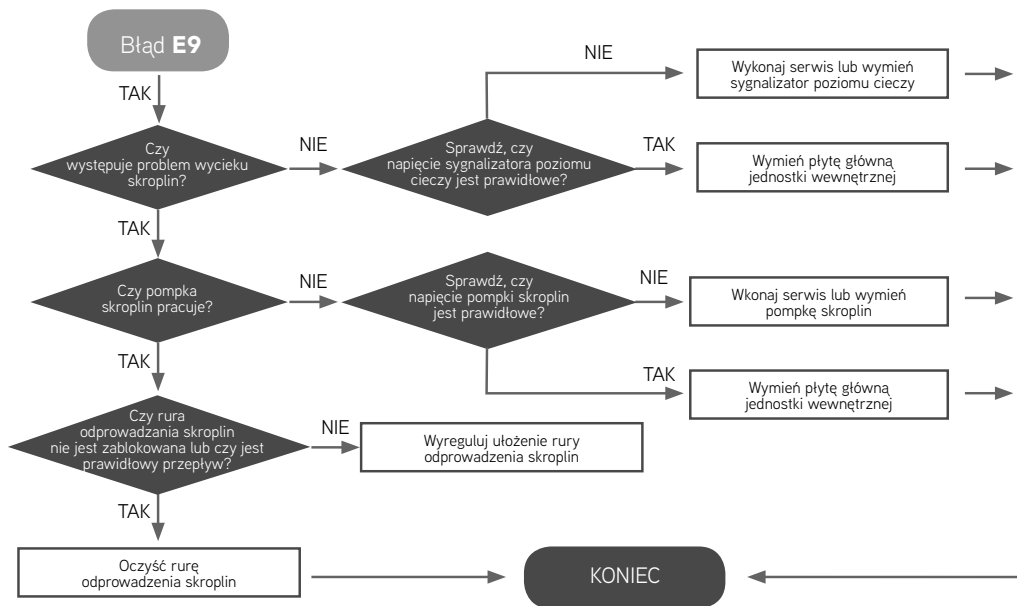 Błąd E9
TAK
Czy
występuje problem wycieku
skroplin?
NIE
Sprawdź, czy
napięcie sygnalizatora poziomu
cieczy jest prawidłowe?
NIE
Wykonaj serwis lub wymień
sygnalizator poziomu cieczy
TAK
Wymień płytę główną
jednostki wewnętrznej
TAK
Czy pompka
skroplin pracuje?
NIE
Sprawdź, czy
napięcie pompki skroplin
jest prawidłowe?
NIE
Wkonaj serwis lub wymień
pompkę skroplin
TAK
Wymień płytę główną
jednostki wewnętrznej
TAK
Czy rura
odprowadzania skroplin
nie jest zablokowana lub czy jest
prawidłowy przepływ?
NIE
Wyreguluj ułożenie rury
odprowadzenia skroplin
TAK
Oczyść rurę
odprowadzenia skroplin
KONIEC